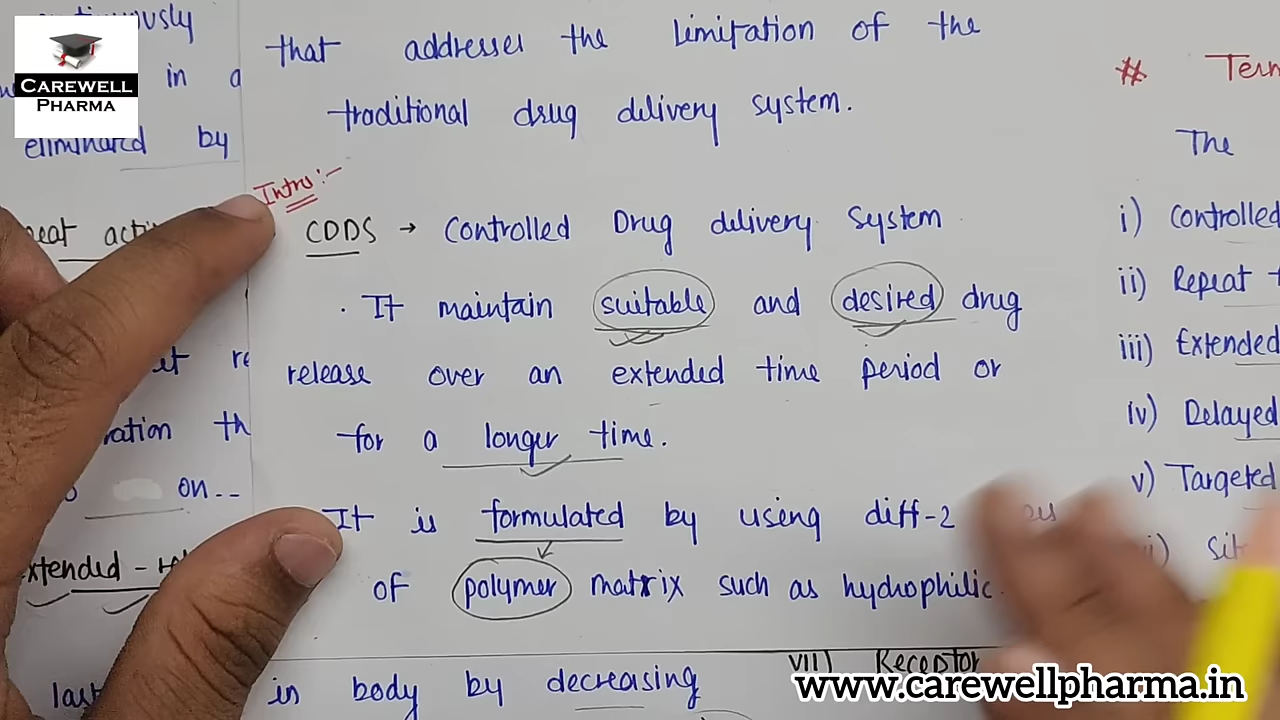 CAREWELL
PHARMA
in a
eliminated by
on..
extended -
that addresses the limitation of the
traditional drug delivery system.
Intro :-
CDDS → Controlled Drug delivery System
. It maintain suitable and desired drug
release over an extended time period or
for a longer time.
It is formulated by using diff-2
of polymer matrix such as hydrophilic.
in body by decreasing
# Term
The
i) Controlled
ii) Repeat
iii) Extended
iv) Delayed
v) Targeted
vii) Receptor
www.carewellpharma.in